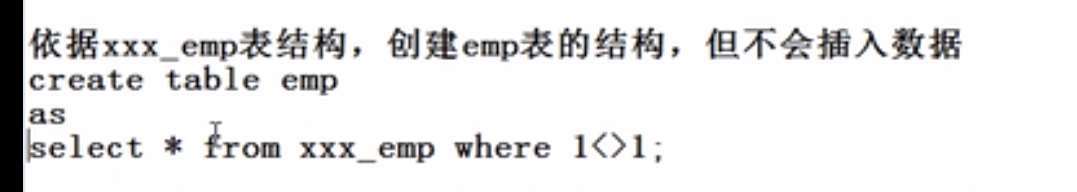 依据xxx_emp表结构，创建emp表的结构，但不会插入数据
create table emp
as
select * from xxx_emp where 1<>1;